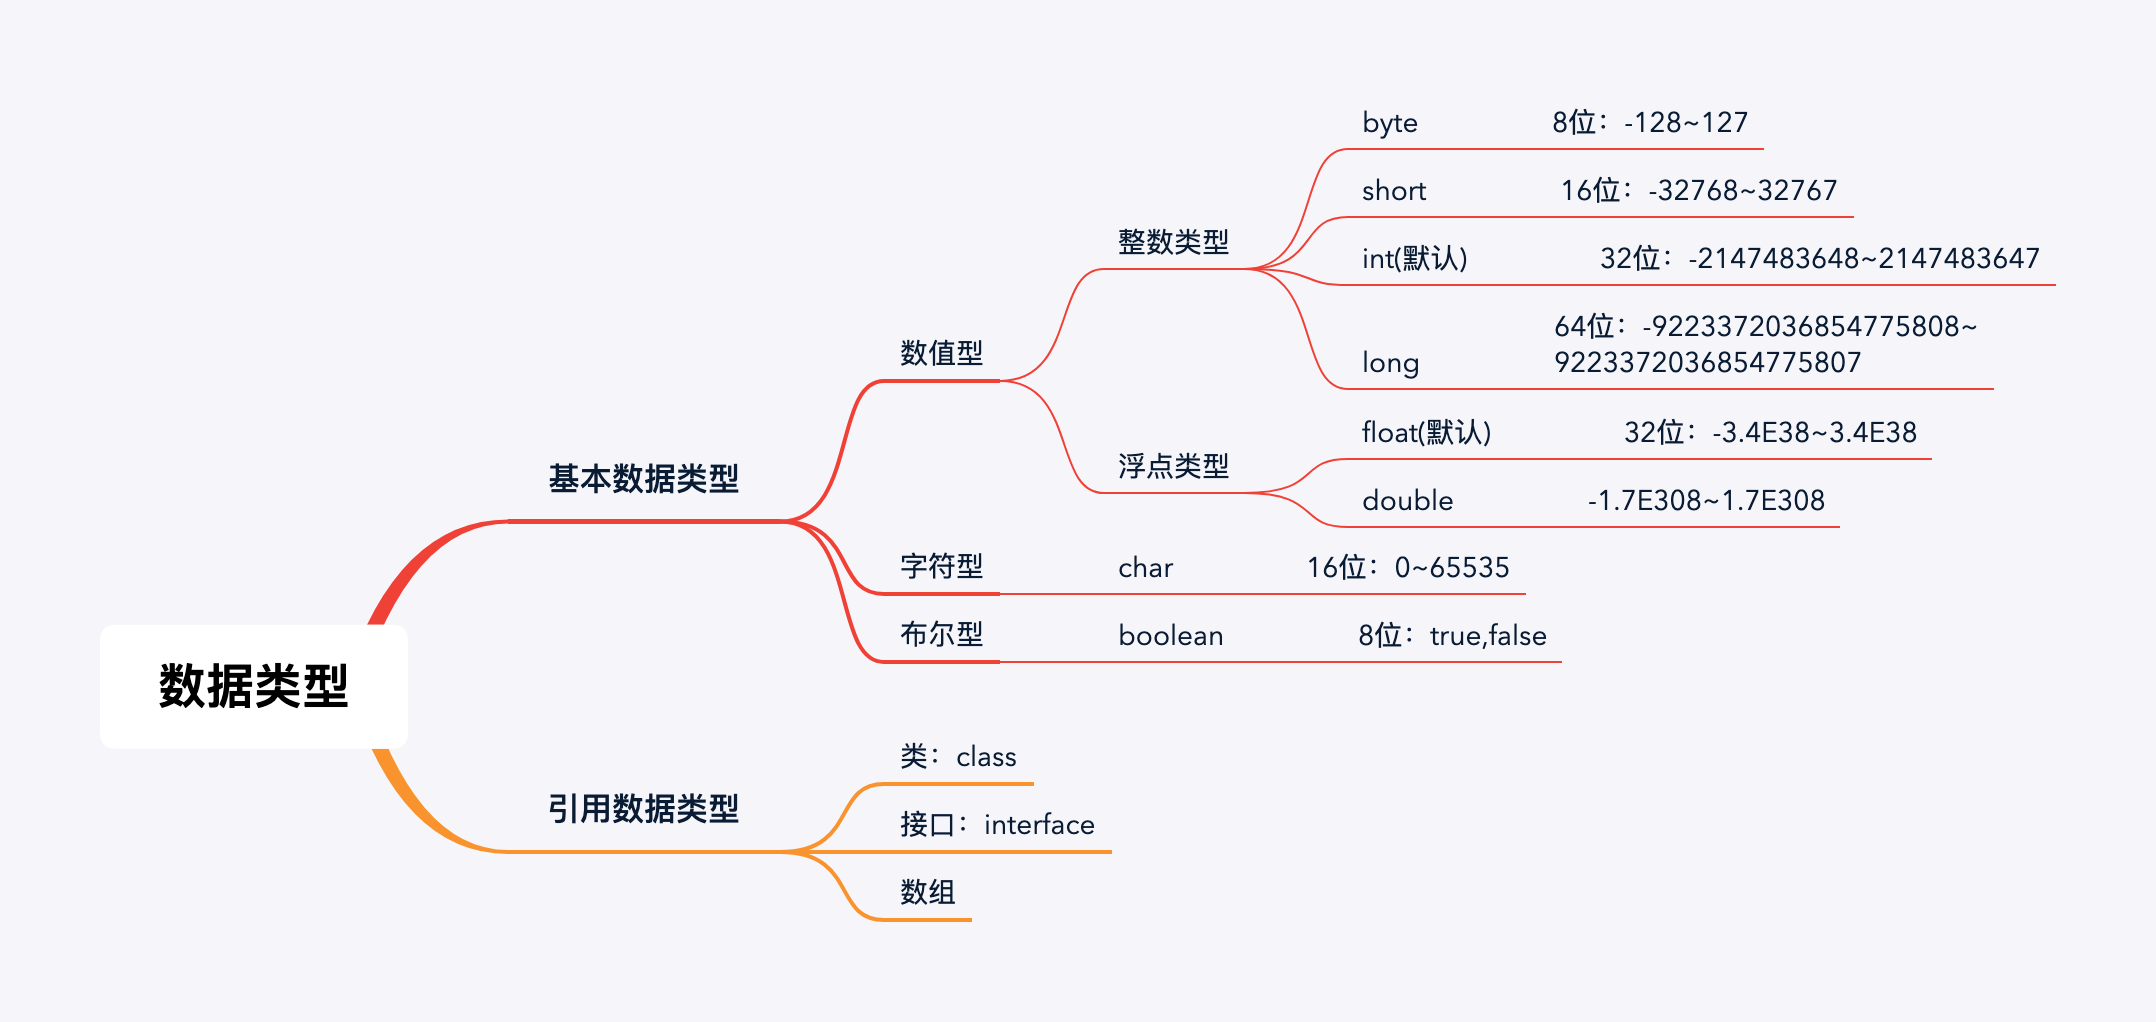 数据类型
基本数据类型
数值型
整数类型
byte 8位：-128~127
short 16位：-32768~32767
int(默认) 32位：-2147483648~2147483647
long 64位：-9223372036854775808~
9223372036854775807
浮点类型
float(默认) 32位：-3.4E38~3.4E38
double -1.7E308~1.7E308
字符型 char 16位：0~65535
布尔型 boolean 8位：true,false
引用数据类型
类：class
接口：interface
数组